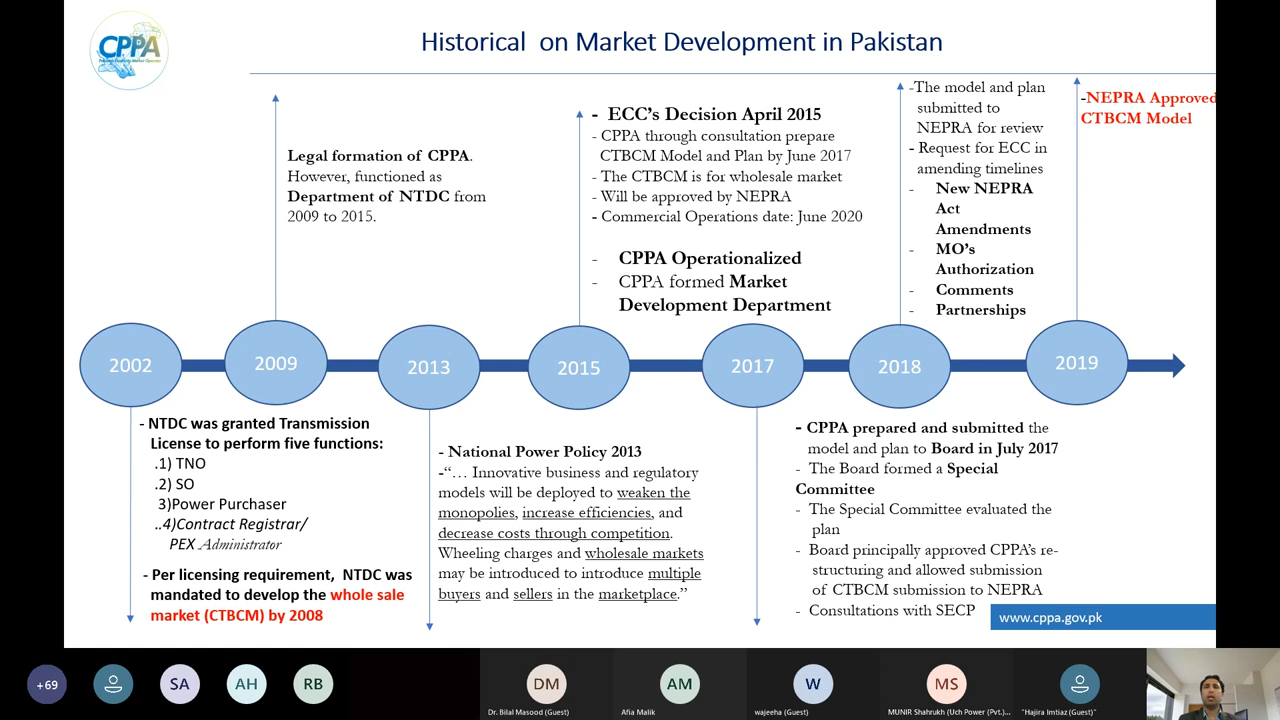 CPPA
Historical  on Market Development in Pakistan
Legal formation of CPPA.
However, functioned as
Department of NTDC from
2009 to 2015.
- ECC's Decision April 2015
- CPPA through consultation prepare
CTBCM Model and Plan by June 2017
- The CTBCM is for wholesale market
- Will be approved by NEPRA
- Commercial Operations date: June 2020
- CPPA Operationalized
- CPPA formed Market
Development Department
-The model and plan
submitted to
NEPRA for review
- Request for ECC in
amending timelines
- New NEPRA
Act
Amendments
- MO's
Authorization
- Comments
- Partnerships
-NEPRA Approved
CTBCM Model
2002
2009
2013
2015
2017
2018
2019
- NTDC was granted Transmission
License to perform five functions:
.1) TNO
.2) SO
3)Power Purchaser
..4)Contract Registrar/
PEX Administrator
- Per licensing requirement, NTDC was
mandated to develop the whole sale
market (CTBCM) by 2008
- National Power Policy 2013
-“… Innovative business and regulatory
models will be deployed to weaken the
monopolies, increase efficiencies, and
decrease costs through competition.
Wheeling charges and wholesale markets
may be introduced to introduce multiple
buyers and sellers in the marketplace.”
- CPPA prepared and submitted the
model and plan to Board in July 2017
- The Board formed a Special
Committee
- The Special Committee evaluated the
plan
- Board principally approved CPPA's re-
structuring and allowed submission
of CTBCM submission to NEPRA
- Consultations with SECP
www.cppa.gov.pk
+69
SA
AH
RB
DM
Dr. Bilal Masood (Guest)
AM
Afia Malik
W
wajeeha (Guest)
MS
MUNIR Shahrukh (Uch Power (Pvt.)...
"Hajira Imtiaz (Guest)"